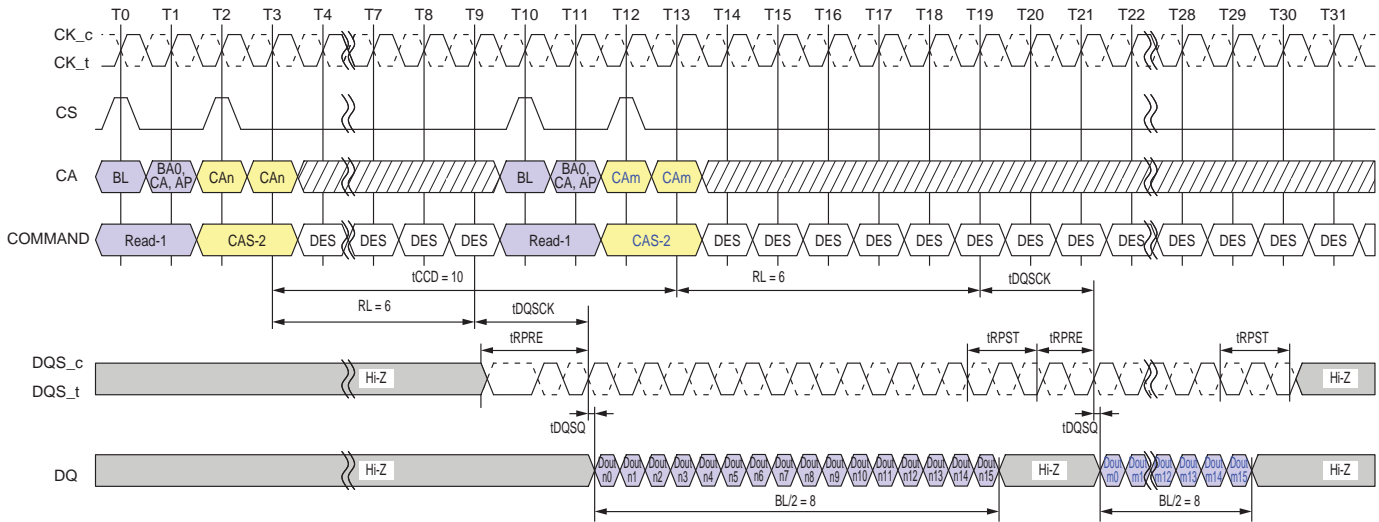 T0 T1 T2 T3 T4 T7 T8 T9 T10 T11 T12 T13 T14 T15 T16 T17 T18 T19 T20 T21 T22 T28 T29 T30 T31
CK_c
CK_t
CS
CA BL BA0, CA, AP CAn CAn BL BA0, CA, AP CAm CAm
COMMAND Read-1 CAS-2 DES DES DES DES Read-1 CAS-2 DES DES DES DES DES DES DES DES DES DES DES DES DES
tCCD = 10 RL = 6 tDQSCK
RL = 6 tDQSCK
tRPRE tRPST tRPRE tRPST
DQS_c
DQS_t
Hi-Z Hi-Z
tDQSQ tDQSQ
DQ Hi-Z Dout n0 Dout n1 Dout n2 Dout n3 Dout n4 Dout n5 Dout n6 Dout n7 Dout n8 Dout n9 Dout n10 Dout n11 Dout n12 Dout n13 Dout n14 Dout n15 Hi-Z Dout m0 Dout m1 Dout m12 Dout m13 Dout m14 Dout m15 Hi-Z
BL/2 = 8 BL/2 = 8